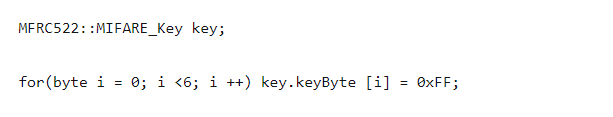 MFRC522::MIFARE_Key key;
for(byte i = 0; i <6; i ++) key.keyByte [i] = 0xFF;